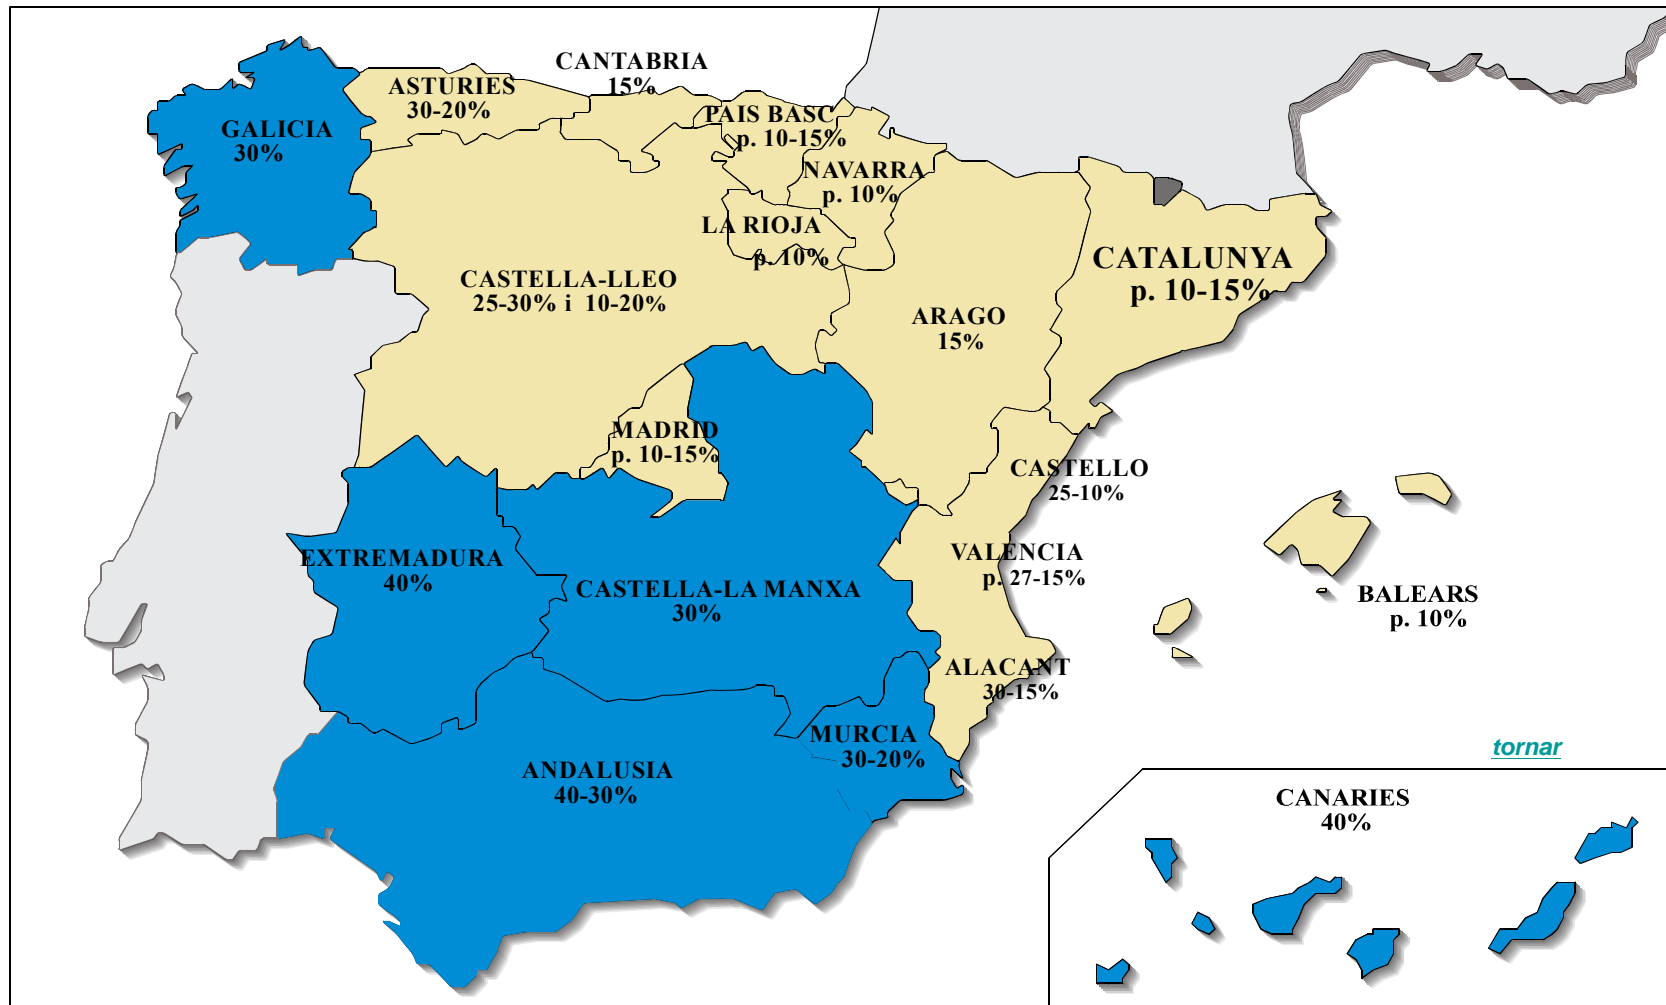 CANTABRIA
15%
ASTURIES
30-20%
PAIS BASC
p. 10-15%
GALICIA
30%
NAVARRA
p. 10%
LA RIOJA
p. 10%
CATALUNYA
p. 10-15%
CASTELLA-LLEO
25-30% i  10-20%
ARAGO
15%
MADRID
p. 10-15%
CASTELLO
25-10%
EXTREMADURA
40%
VALENCIA
p. 27-15%
CASTELLA-LA MANXA
30%
BALEARS
p. 10%
ALACANT
30-15%
MURCIA
30-20%
tornar
ANDALUSIA
40-30%
CANARIES
40%